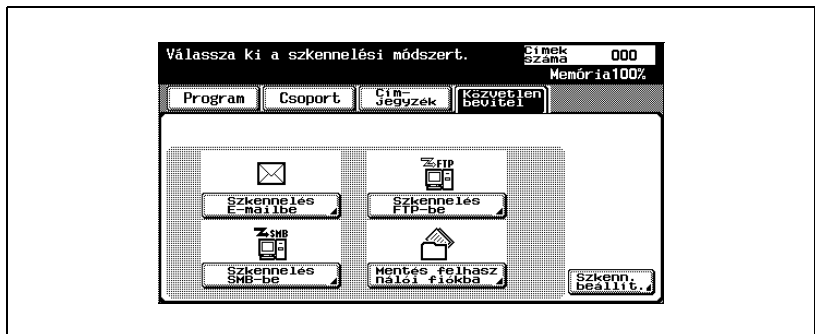 Válassza ki a szkennelési módszert.
Címek száma 000
Memória100%
Program Csoport Cím-jegyzék Közvetlen bevitel
FTP
Szkennelés
E-mailbe
Szkennelés
FTP-be
SMB
Szkennelés
SMB-be
Mentés felhasz
nálói fiókba
Szkenn.
beállít.